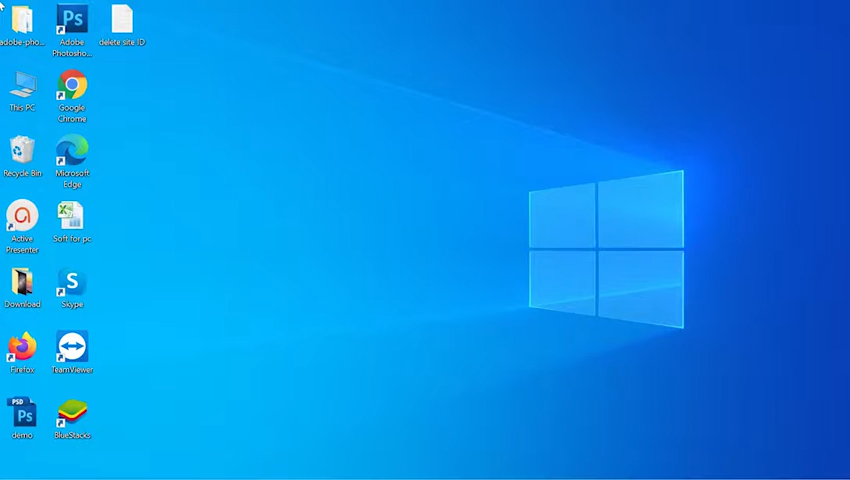 adobe-pho...
Adobe
Photosho...
delete site ID
This PC
Google
Chrome
Recycle Bin
Microsoft
Edge
Active
Presenter
Soft for pc
Download
Skype
Firefox
TeamViewer
PSD
demo
BlueStacks